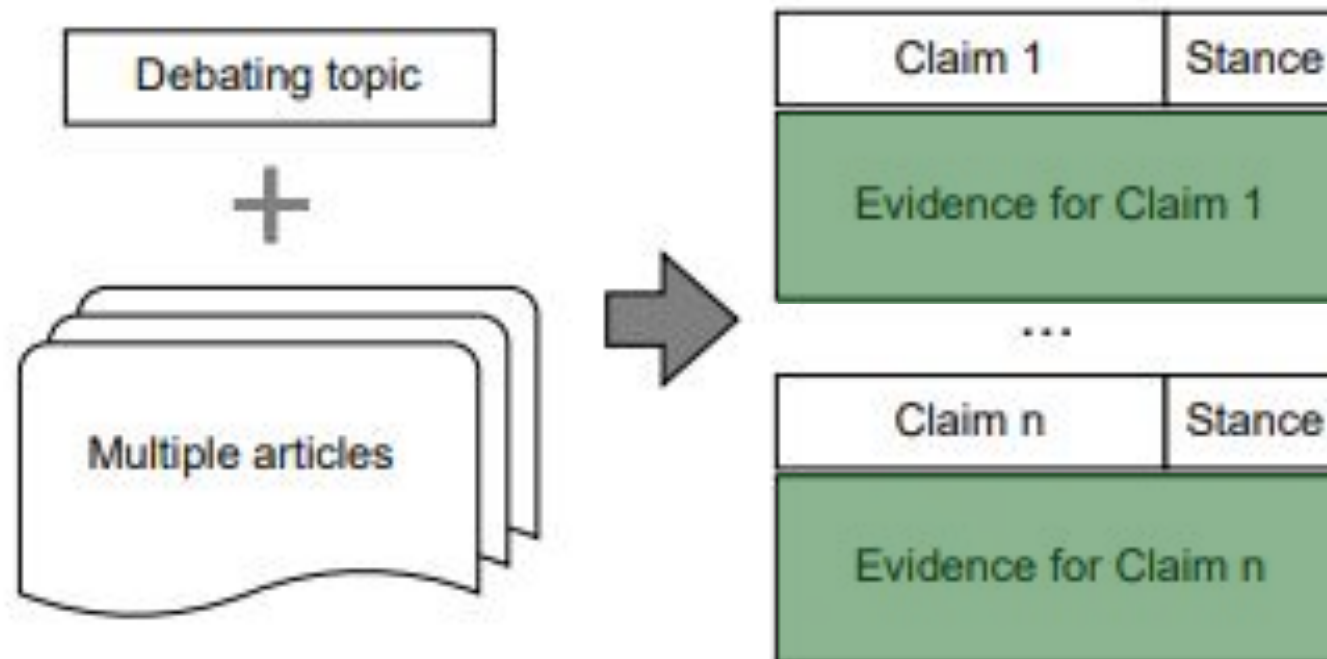 Debating topic
+
Multiple articles
Claim 1 Stance
Evidence for Claim 1
...
Claim n Stance
Evidence for Claim n